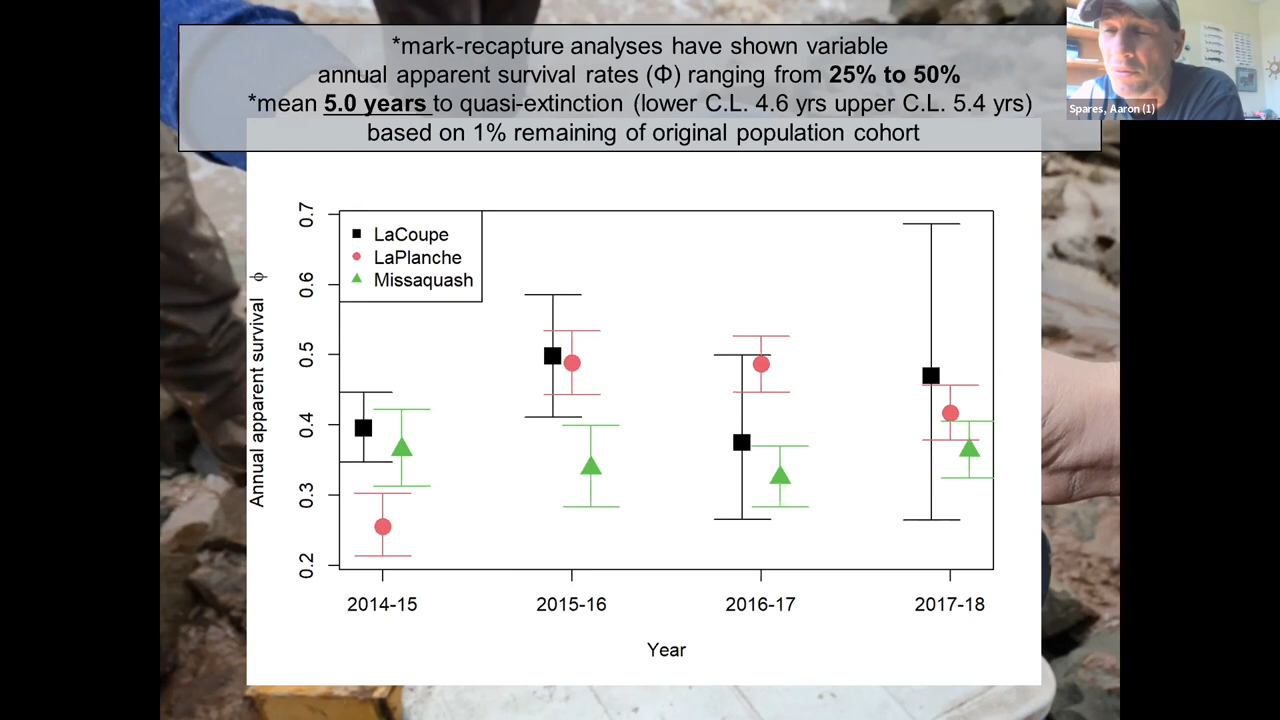 *mark-recapture analyses have shown variable
annual apparent survival rates (Φ) ranging from 25% to 50%
*mean 5.0 years to quasi-extinction (lower C.L. 4.6 yrs upper C.L. 5.4 yrs)
based on 1% remaining of original population cohort
Spares, Aaron (1)
LaCoupe
LaPlanche
Missaquash
Annual apparent survival ϕ
0.7
0.6
0.5
0.4
0.3
0.2
2014-15 2015-16 2016-17 2017-18
Year